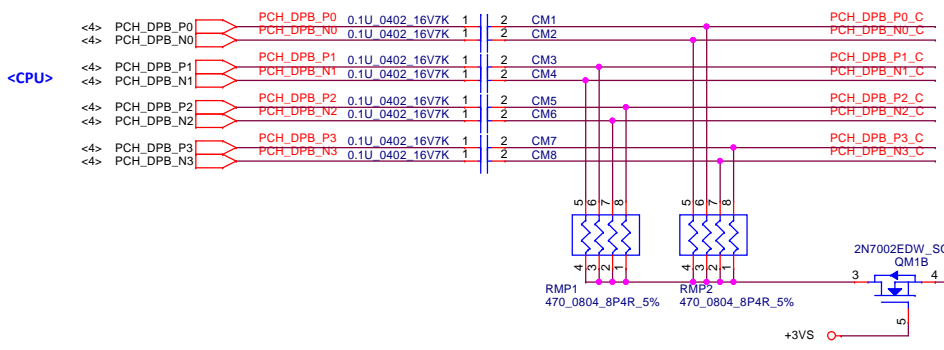 <4> PCH_DPB_P0 PCH_DPB_P0 0.1U_0402_16V7K 1 2 CM1 PCH_DPB_P0_C
<4> PCH_DPB_N0 PCH_DPB_N0 0.1U_0402_16V7K 1 2 CM2 PCH_DPB_N0_C
<CPU>
<4> PCH_DPB_P1 PCH_DPB_P1 0.1U_0402_16V7K 1 2 CM3 PCH_DPB_P1_C
<4> PCH_DPB_N1 PCH_DPB_N1 0.1U_0402_16V7K 1 2 CM4 PCH_DPB_N1_C
<4> PCH_DPB_P2 PCH_DPB_P2 0.1U_0402_16V7K 1 2 CM5 PCH_DPB_P2_C
<4> PCH_DPB_N2 PCH_DPB_N2 0.1U_0402_16V7K 1 2 CM6 PCH_DPB_N2_C
<4> PCH_DPB_P3 PCH_DPB_P3 0.1U_0402_16V7K 1 2 CM7 PCH_DPB_P3_C
<4> PCH_DPB_N3 PCH_DPB_N3 0.1U_0402_16V7K 1 2 CM8 PCH_DPB_N3_C
5 6 7 8 5 6 7 8
4 3 2 1 4 3 2 1
RMP1 RMP2
470_0804_8P4R_5% 470_0804_8P4R_5%
2N7002EDW_SO
QM1B
3 4
5
+3VS